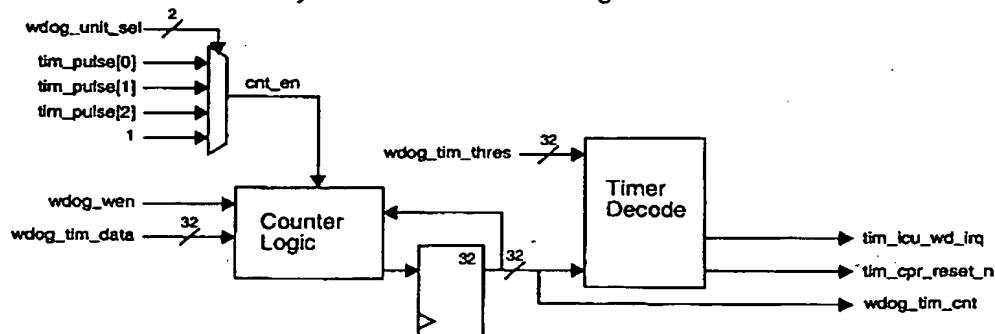 wdog_unit_sel
2
tim_pulse[0]
tim_pulse[1]
tim_pulse[2]
1
cnt_en
wdog_tim_thres
32
Timer
Decode
wdog_wen
wdog_tim_data
32
Counter
Logic
32
32
tim_icu_wd_irq
tim_cpr_reset_n
wdog_tim_cnt